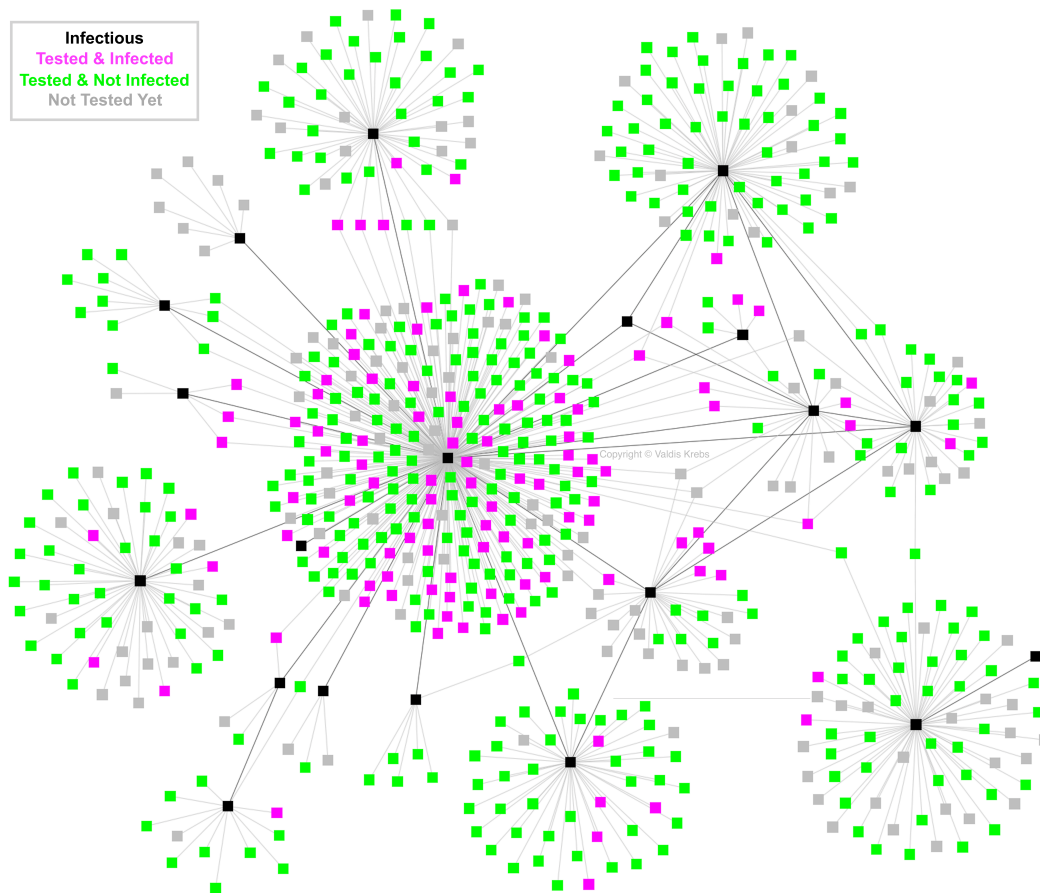 Infectious
Tested & Infected
Tested & Not Infected
Not Tested Yet
Copyright © Valdis Krebs